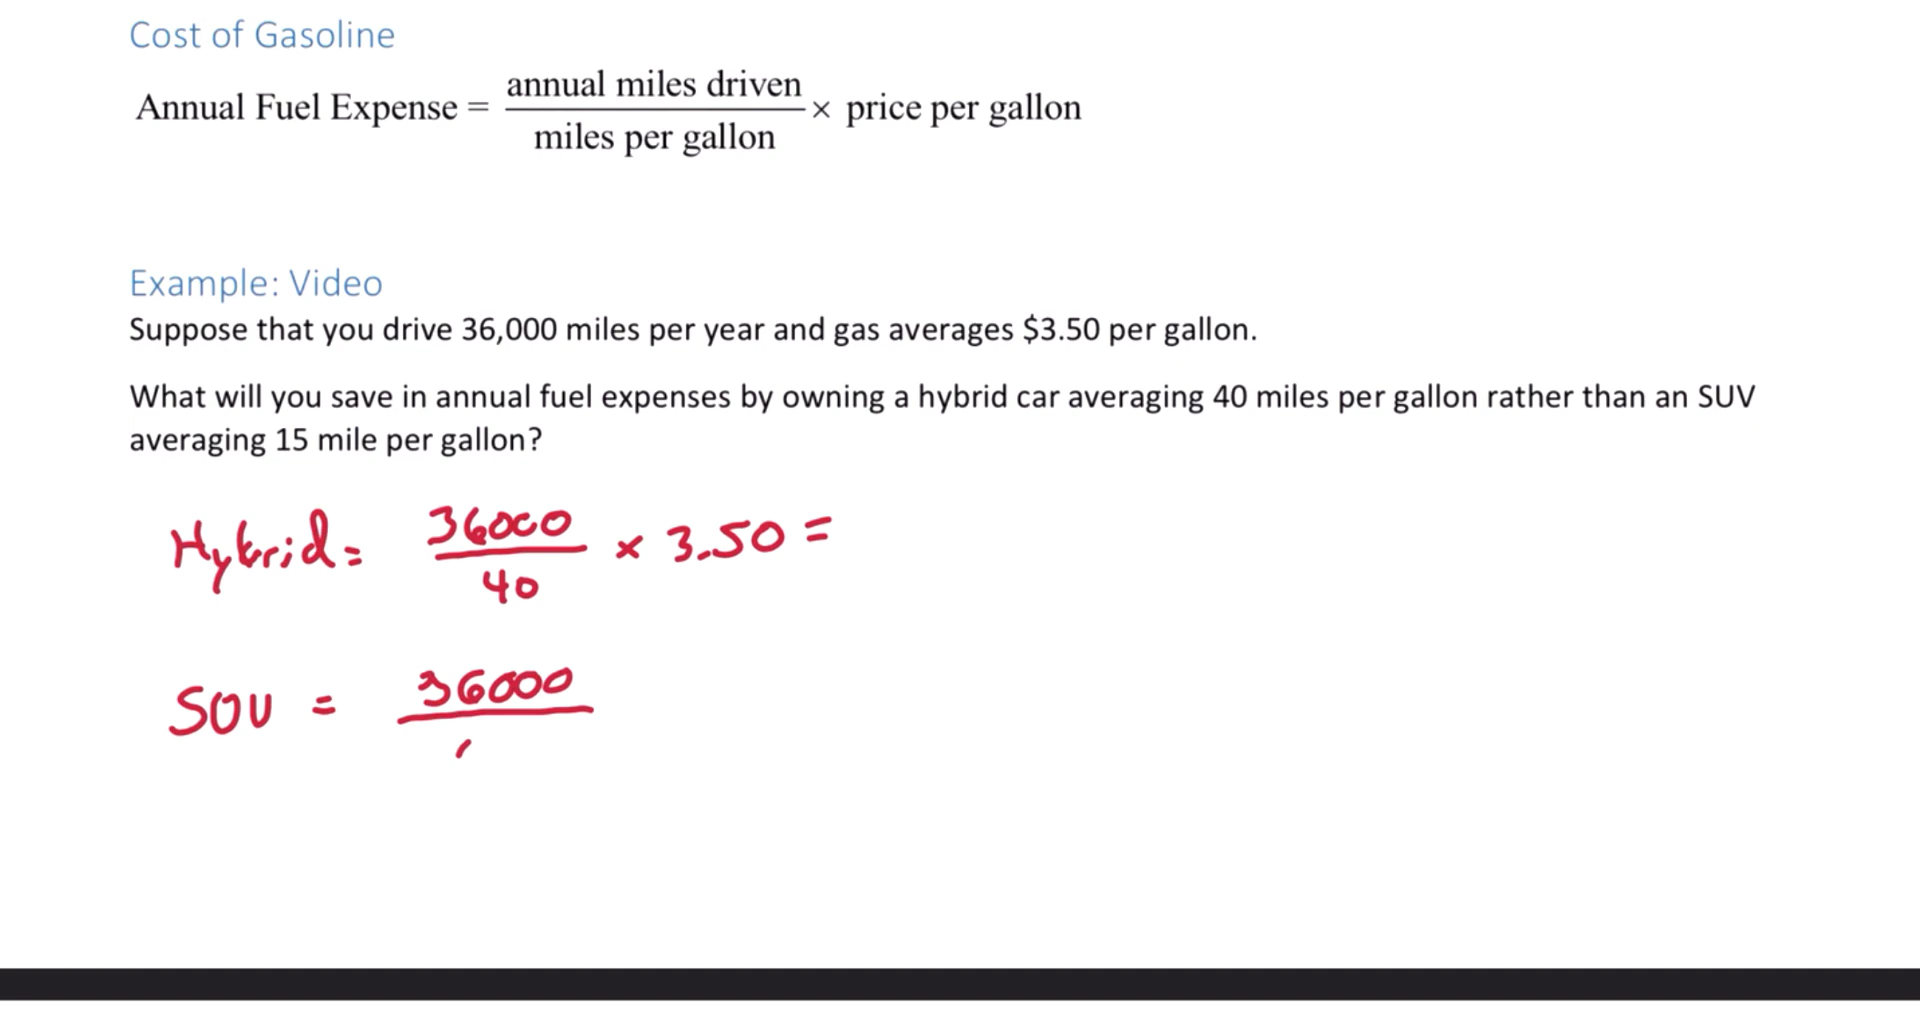 Cost of Gasoline
Annual Fuel Expense = annual miles driven / miles per gallon × price per gallon
Example: Video
Suppose that you drive 36,000 miles per year and gas averages $3.50 per gallon.
What will you save in annual fuel expenses by owning a hybrid car averaging 40 miles per gallon rather than an SUV
averaging 15 mile per gallon?
Hybrid = 36000 / 40 × 3.50 =
SUV = 36000 /